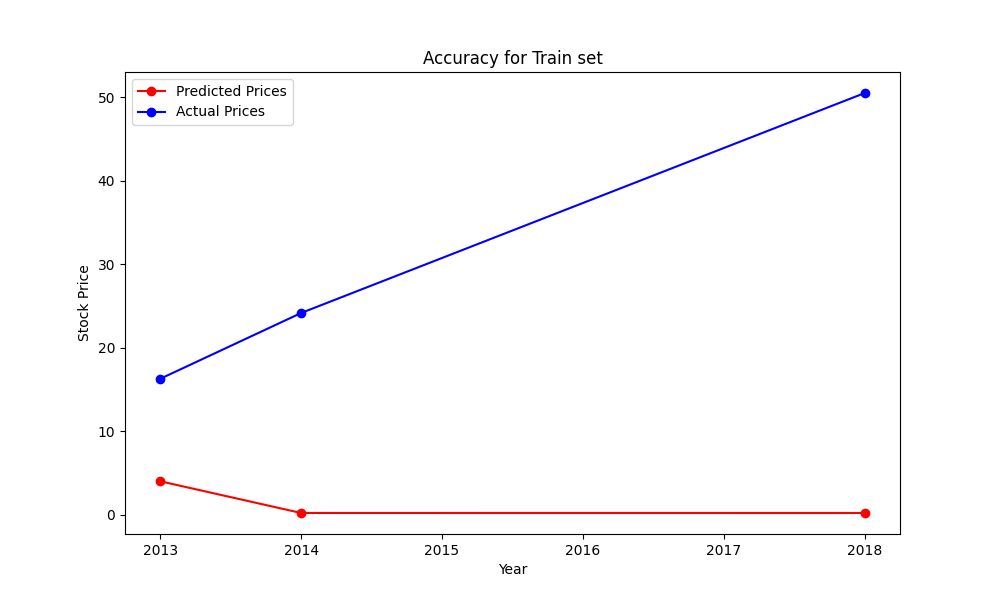 Accuracy for Train set
Predicted Prices
Actual Prices
50
40
30
20
10
0
Stock Price
2013 2014 2015 2016 2017 2018
Year